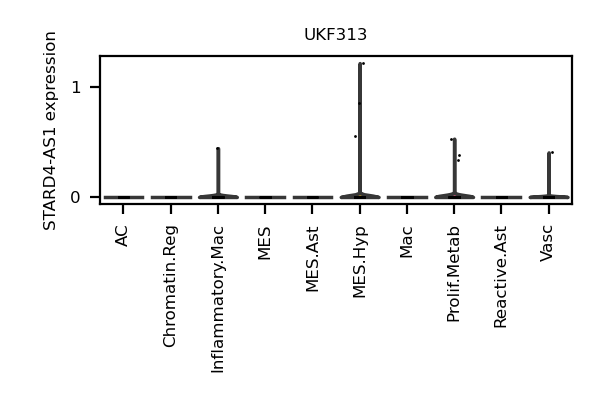 UKF313
STARD4-AS1 expression
1
0
AC
Chromatin.Reg
Inflammatory.Mac
MES
MES.Ast
MES.Hyp
Mac
Prolif.Metab
Reactive.Ast
Vasc